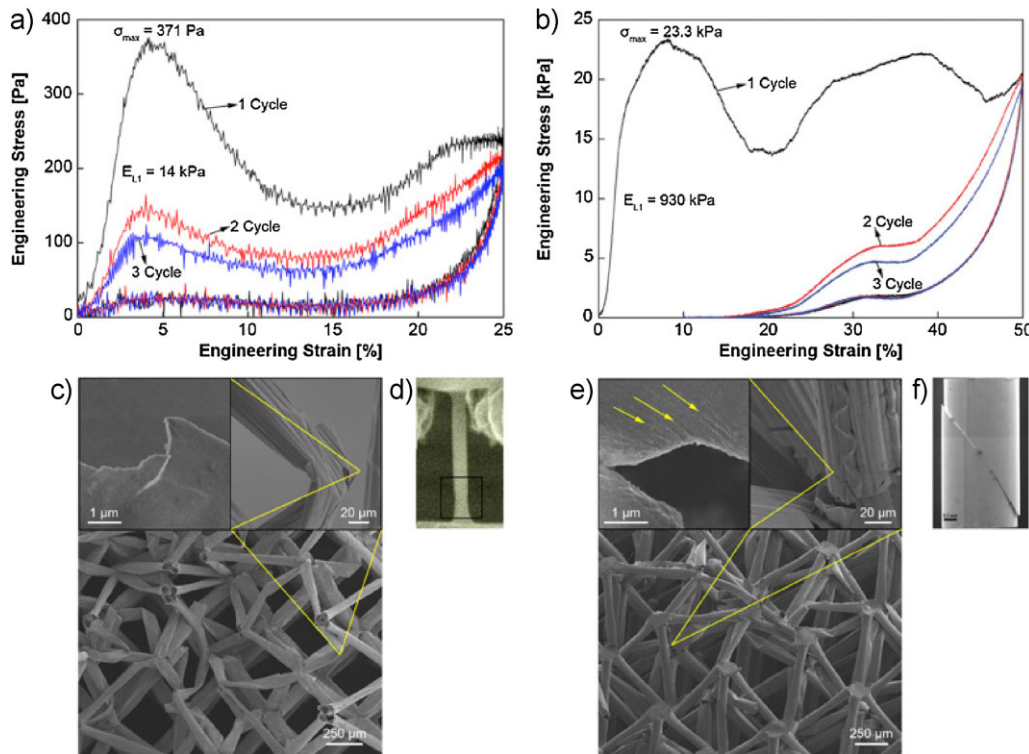 a)
400
300
200
100
0
Engineering Stress [Pa]
σmax = 371 Pa
1 Cycle
EL1 = 14 kPa
2 Cycle
3 Cycle
0 5 10 15 20 25
Engineering Strain [%]
b)
25
20
15
10
5
0
Engineering Stress [kPa]
σmax = 23.3 kPa
1 Cycle
EL1 = 930 kPa
2 Cycle
3 Cycle
0 10 20 30 40 50
Engineering Strain [%]
c)
1 µm
20 µm
250 µm
d)
e)
1 µm
20 µm
250 µm
f)